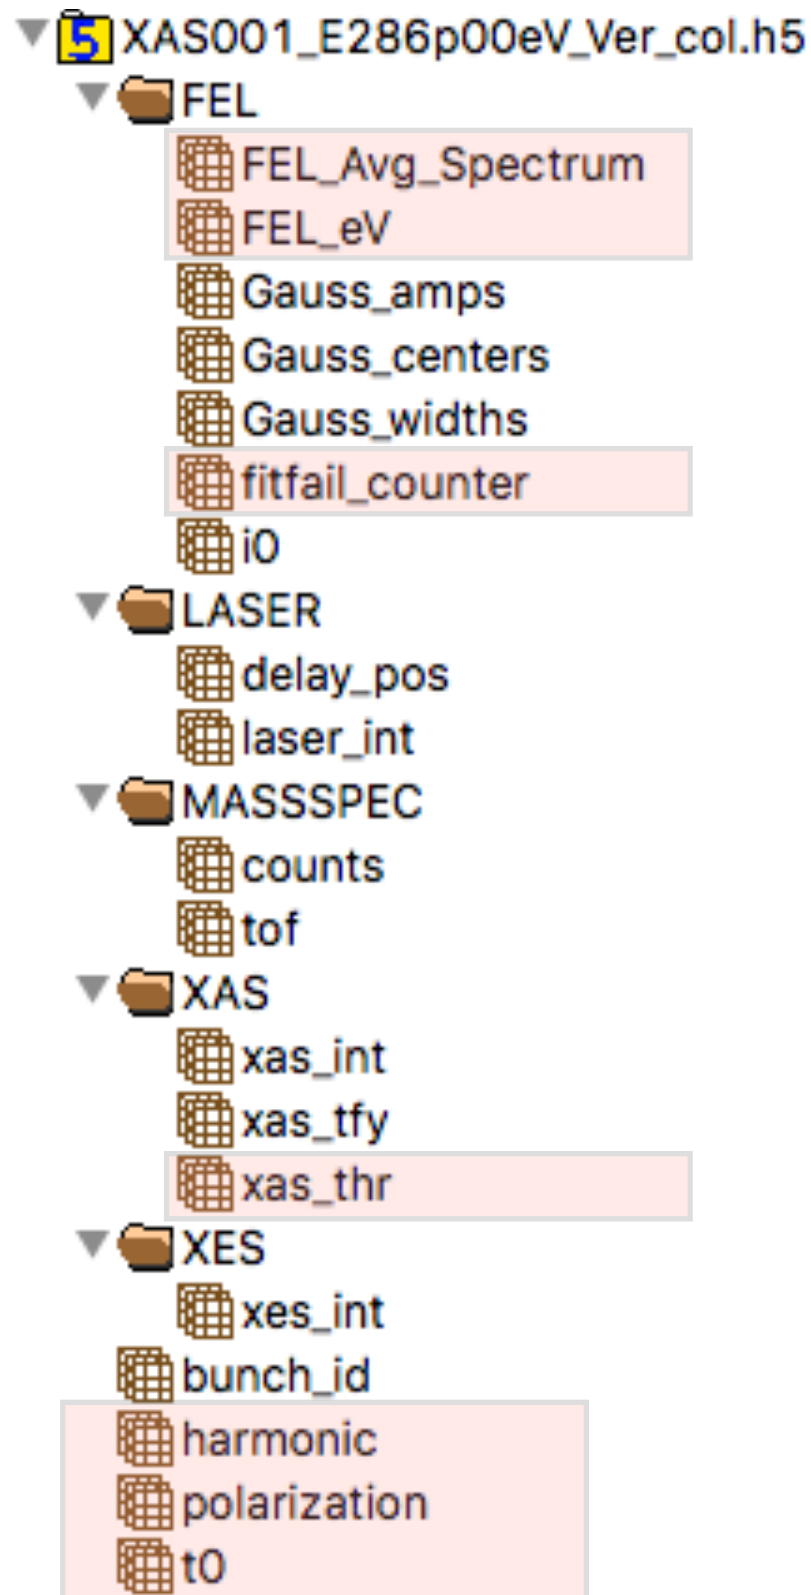 5 XAS001_E286p00eV_Ver_col.h5
FEL
FEL_Avg_Spectrum
FEL_eV
Gauss_amps
Gauss_centers
Gauss_widths
fitfail_counter
i0
LASER
delay_pos
laser_int
MASSSPEC
counts
tof
XAS
xas_int
xas_tfy
xas_thr
XES
xes_int
bunch_id
harmonic
polarization
t0